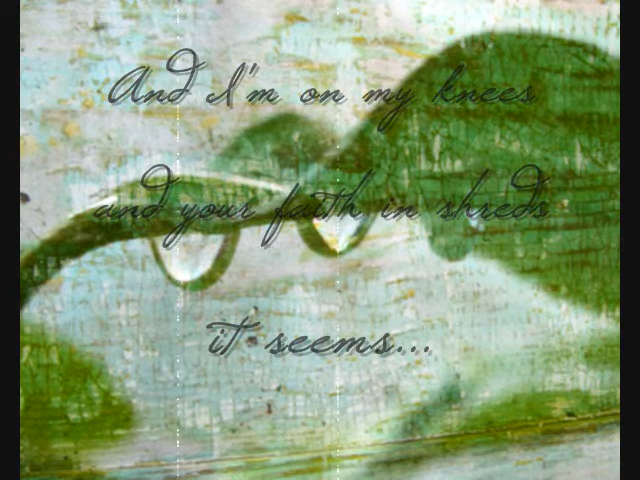 And I'm on my knees
and your faith in shreds
it seems...